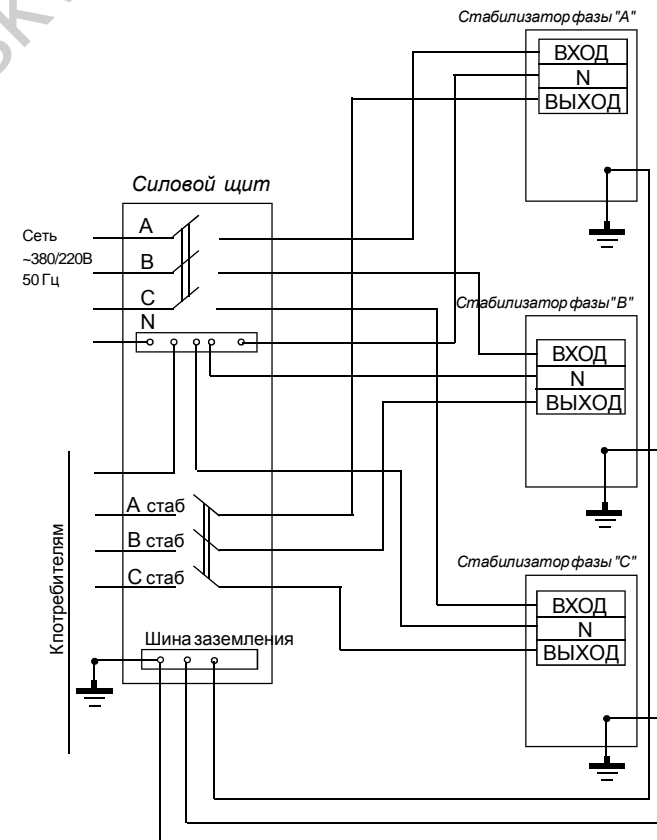 Стабилизатор фазы "А"
ВХОД
N
ВЫХОД
Силовой щит
Сеть
~380/220В
50 Гц
А
В
С
N
Стабилизатор фазы "В"
ВХОД
N
ВЫХОД
К потребителям
А стаб
В стаб
С стаб
Шина заземления
Стабилизатор фазы "С"
ВХОД
N
ВЫХОД